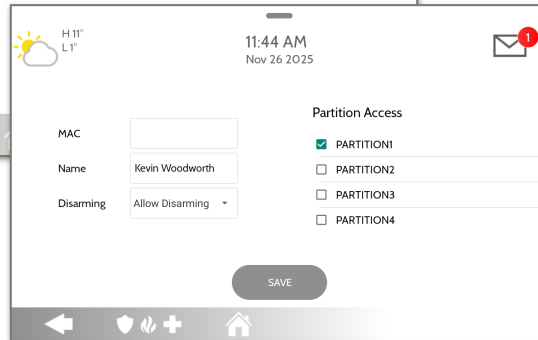 H 11°
L 1°
11:44 AM
Nov 26 2025
1
MAC
Name
Kevin Woodworth
Disarming
Allow Disarming
Partition Access
PARTITION1
PARTITION2
PARTITION3
PARTITION4
SAVE